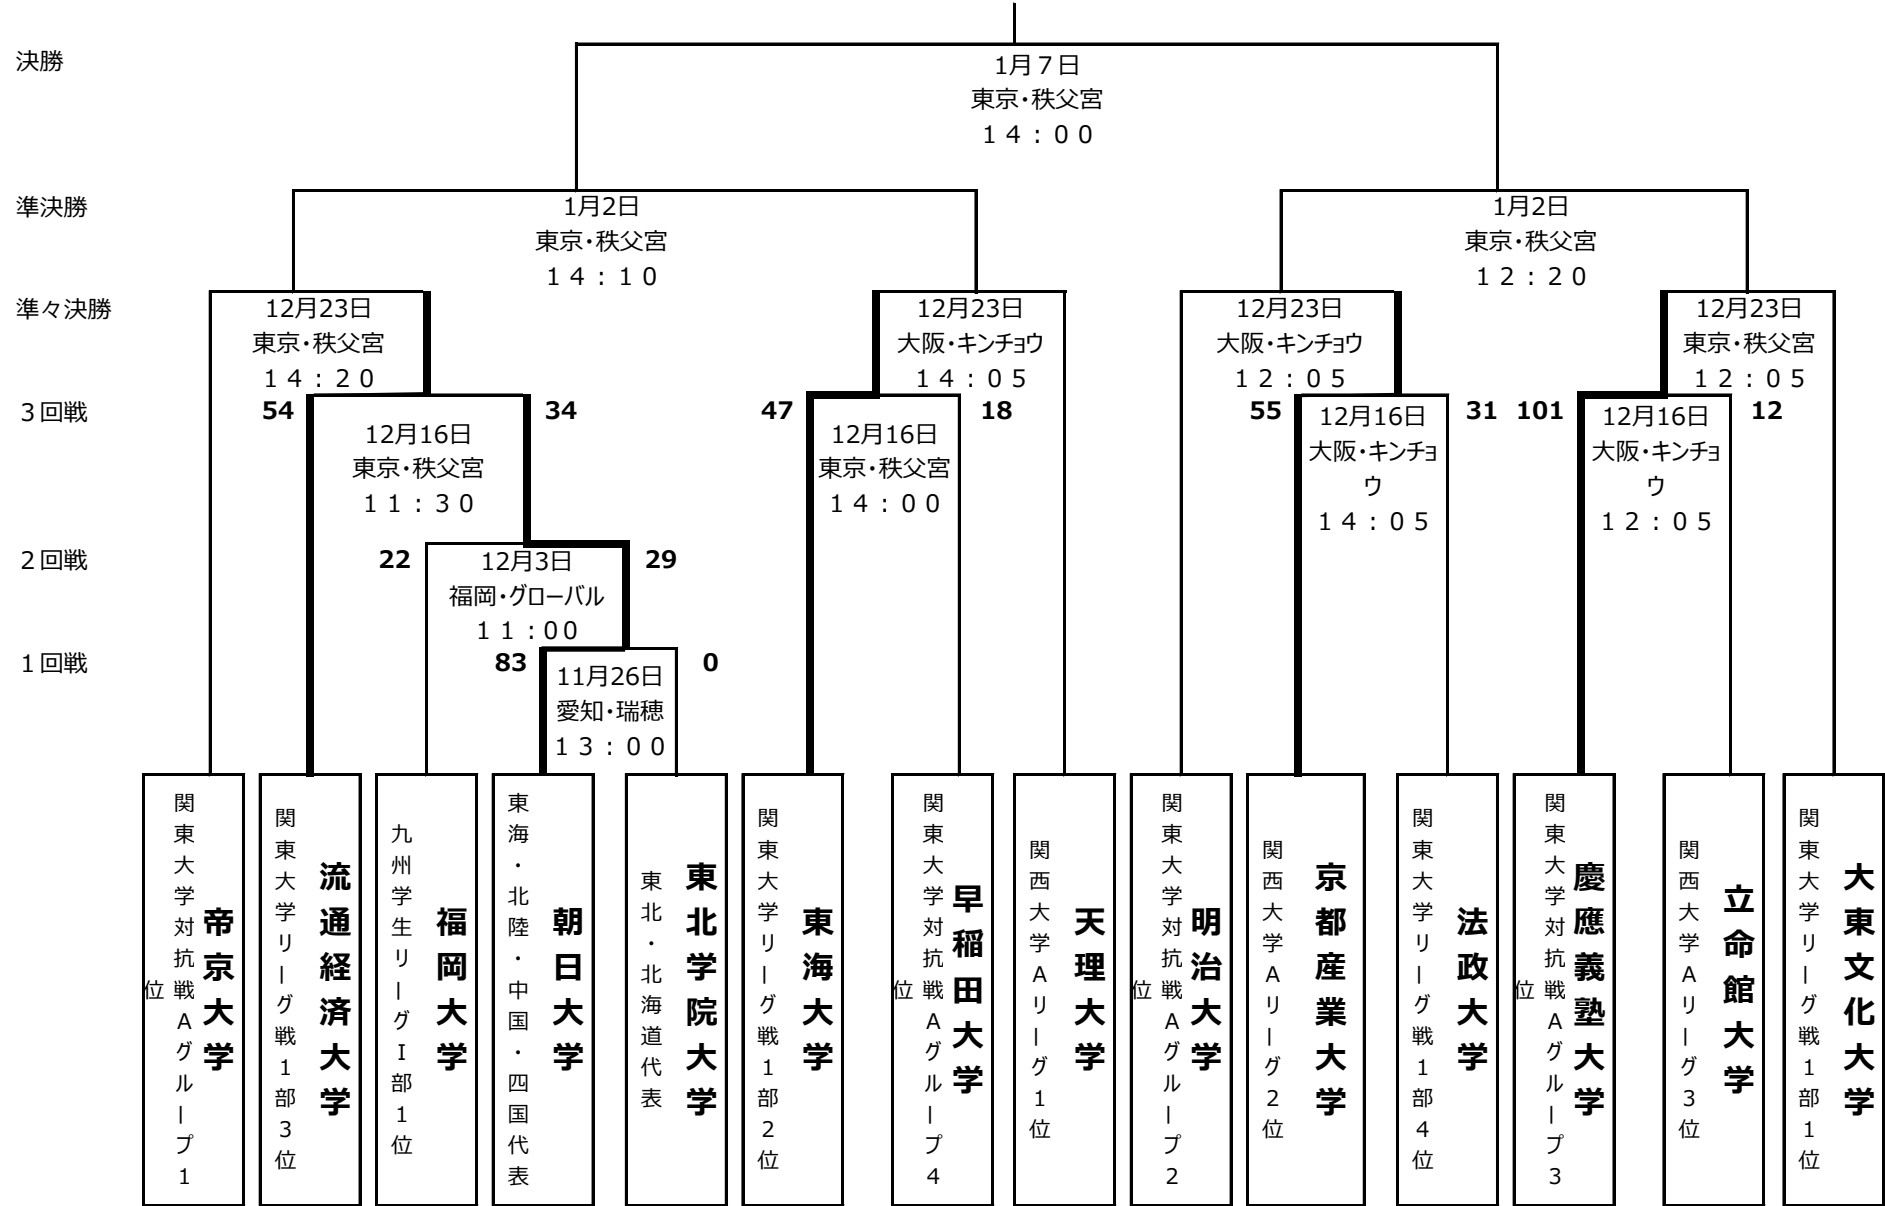 決勝
1月７日
東京・秩父宮
１４：００
準決勝
1月2日
東京・秩父宮
１４：１０
1月2日
東京・秩父宮
１２：２０
準々決勝
12月23日
東京・秩父宮
１４：２０
12月23日
大阪・キンチョウ
１４：０５
12月23日
大阪・キンチョウ
１２：０５
12月23日
東京・秩父宮
１２：０５
３回戦
54
12月16日
東京・秩父宮
１１：３０
34
47
12月16日
東京・秩父宮
１４：００
18
55
12月16日
大阪・キンチョ
ウ
１４：０５
31
101
12月16日
大阪・キンチョ
ウ
１２：０５
12
２回戦
22
12月3日
福岡・グローバル
１１：００
29
１回戦
83
11月26日
愛知・瑞穂
１３：００
0
帝京大学
関東大学対抗戦Aグループ1
位
流通経済大学
関東大学リーグ戦1部3位
福岡大学
九州学生リーグI部1位
朝日大学
東海・北陸・中国・四国代表
東北学院大学
東北・北海道代表
東海大学
関東大学リーグ戦1部2位
早稲田大学
関東大学対抗戦Aグループ4
位
天理大学
関西大学Aリーグ1位
明治大学
関東大学対抗戦Aグループ2
位
京都産業大学
関西大学Aリーグ2位
法政大学
関東大学リーグ戦1部4位
慶應義塾大学
関東大学対抗戦Aグループ3
位
立命館大学
関西大学Aリーグ3位
大東文化大学
関東大学リーグ戦1部1位